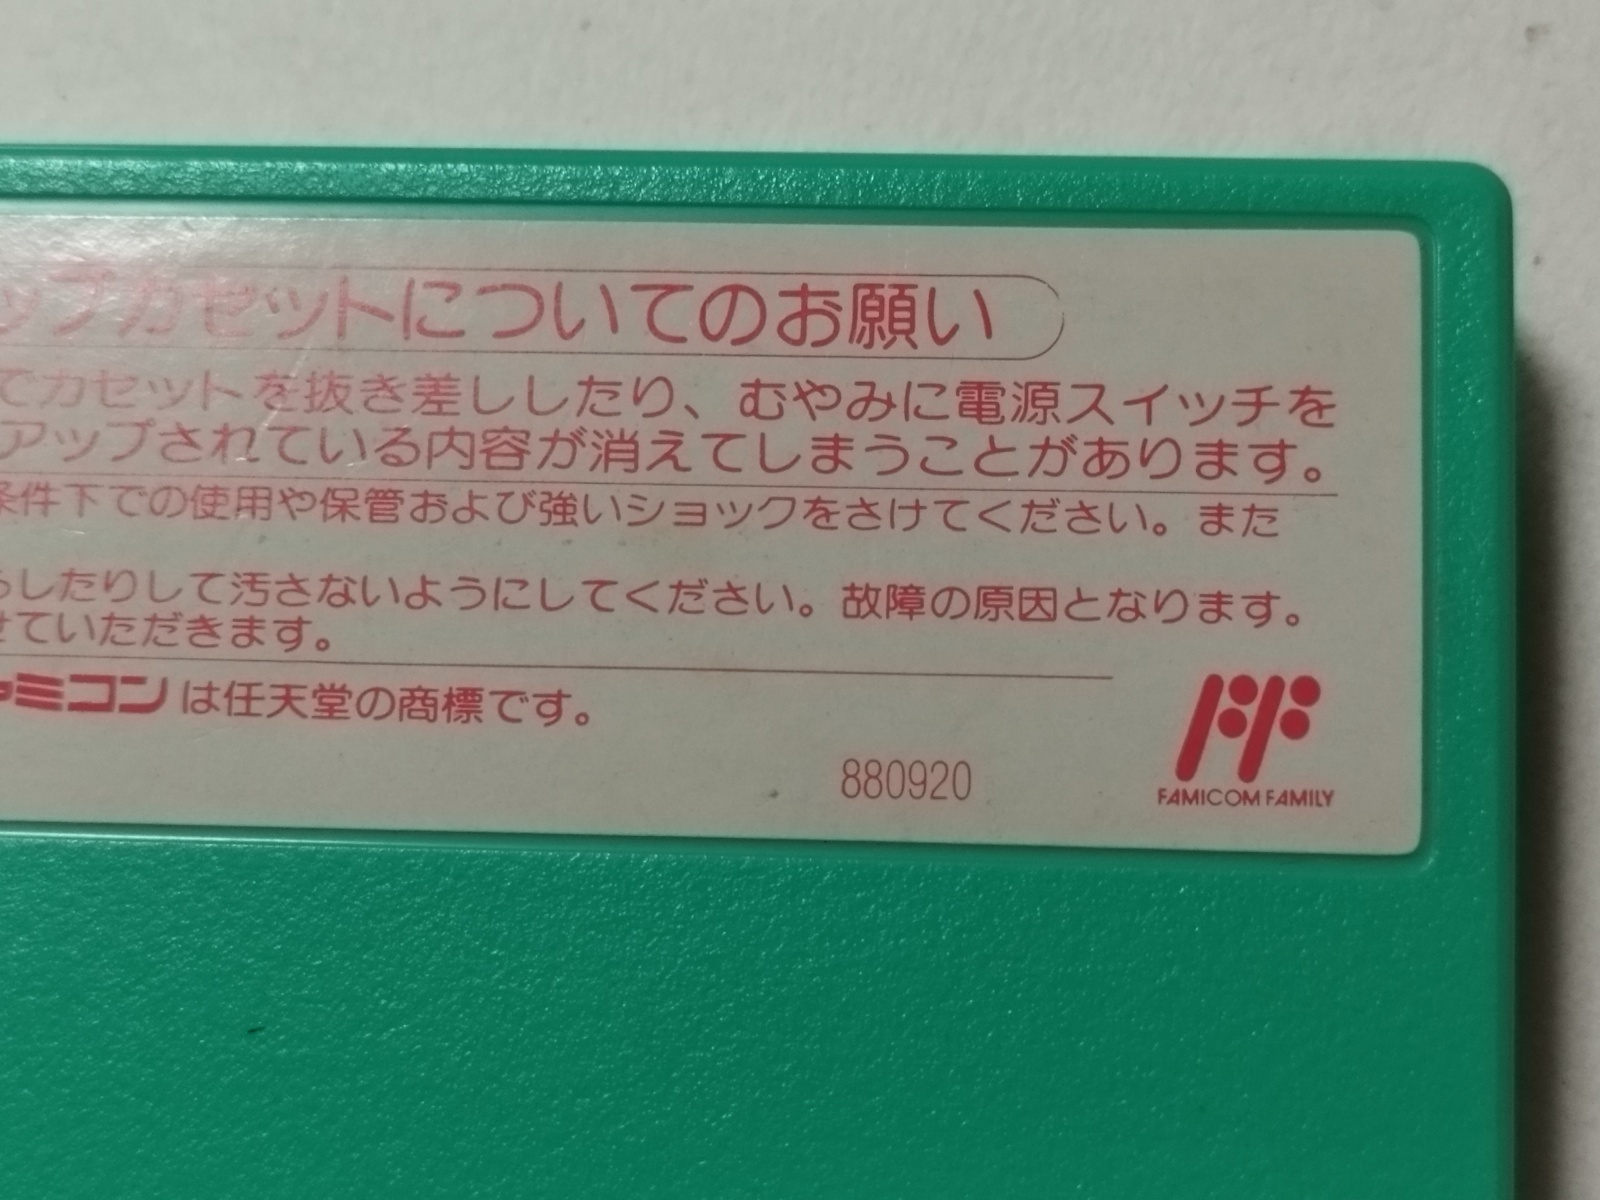 ップカセットについてのお願い
でカセットを抜き差ししたり、むやみに電源スイッチを
アップされている内容が消えてしまうことがあります。
条件下での使用や保管および強いショックをさけてください。また
らしたりして汚さないようにしてください。故障の原因となります。
せていただきます。
ァミコンは任天堂の商標です。
880920
FF
FAMICOM FAMILY